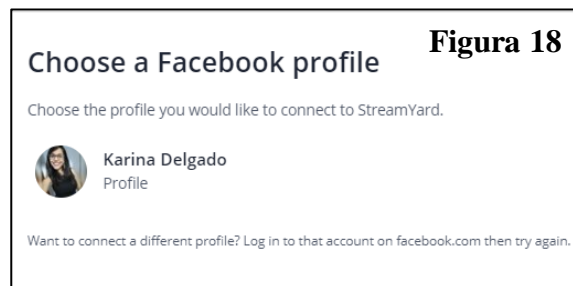 Figura 18
Choose a Facebook profile
Choose the profile you would like to connect to StreamYard.
Karina Delgado
Profile
Want to connect a different profile? Log in to that account on facebook.com then try again.